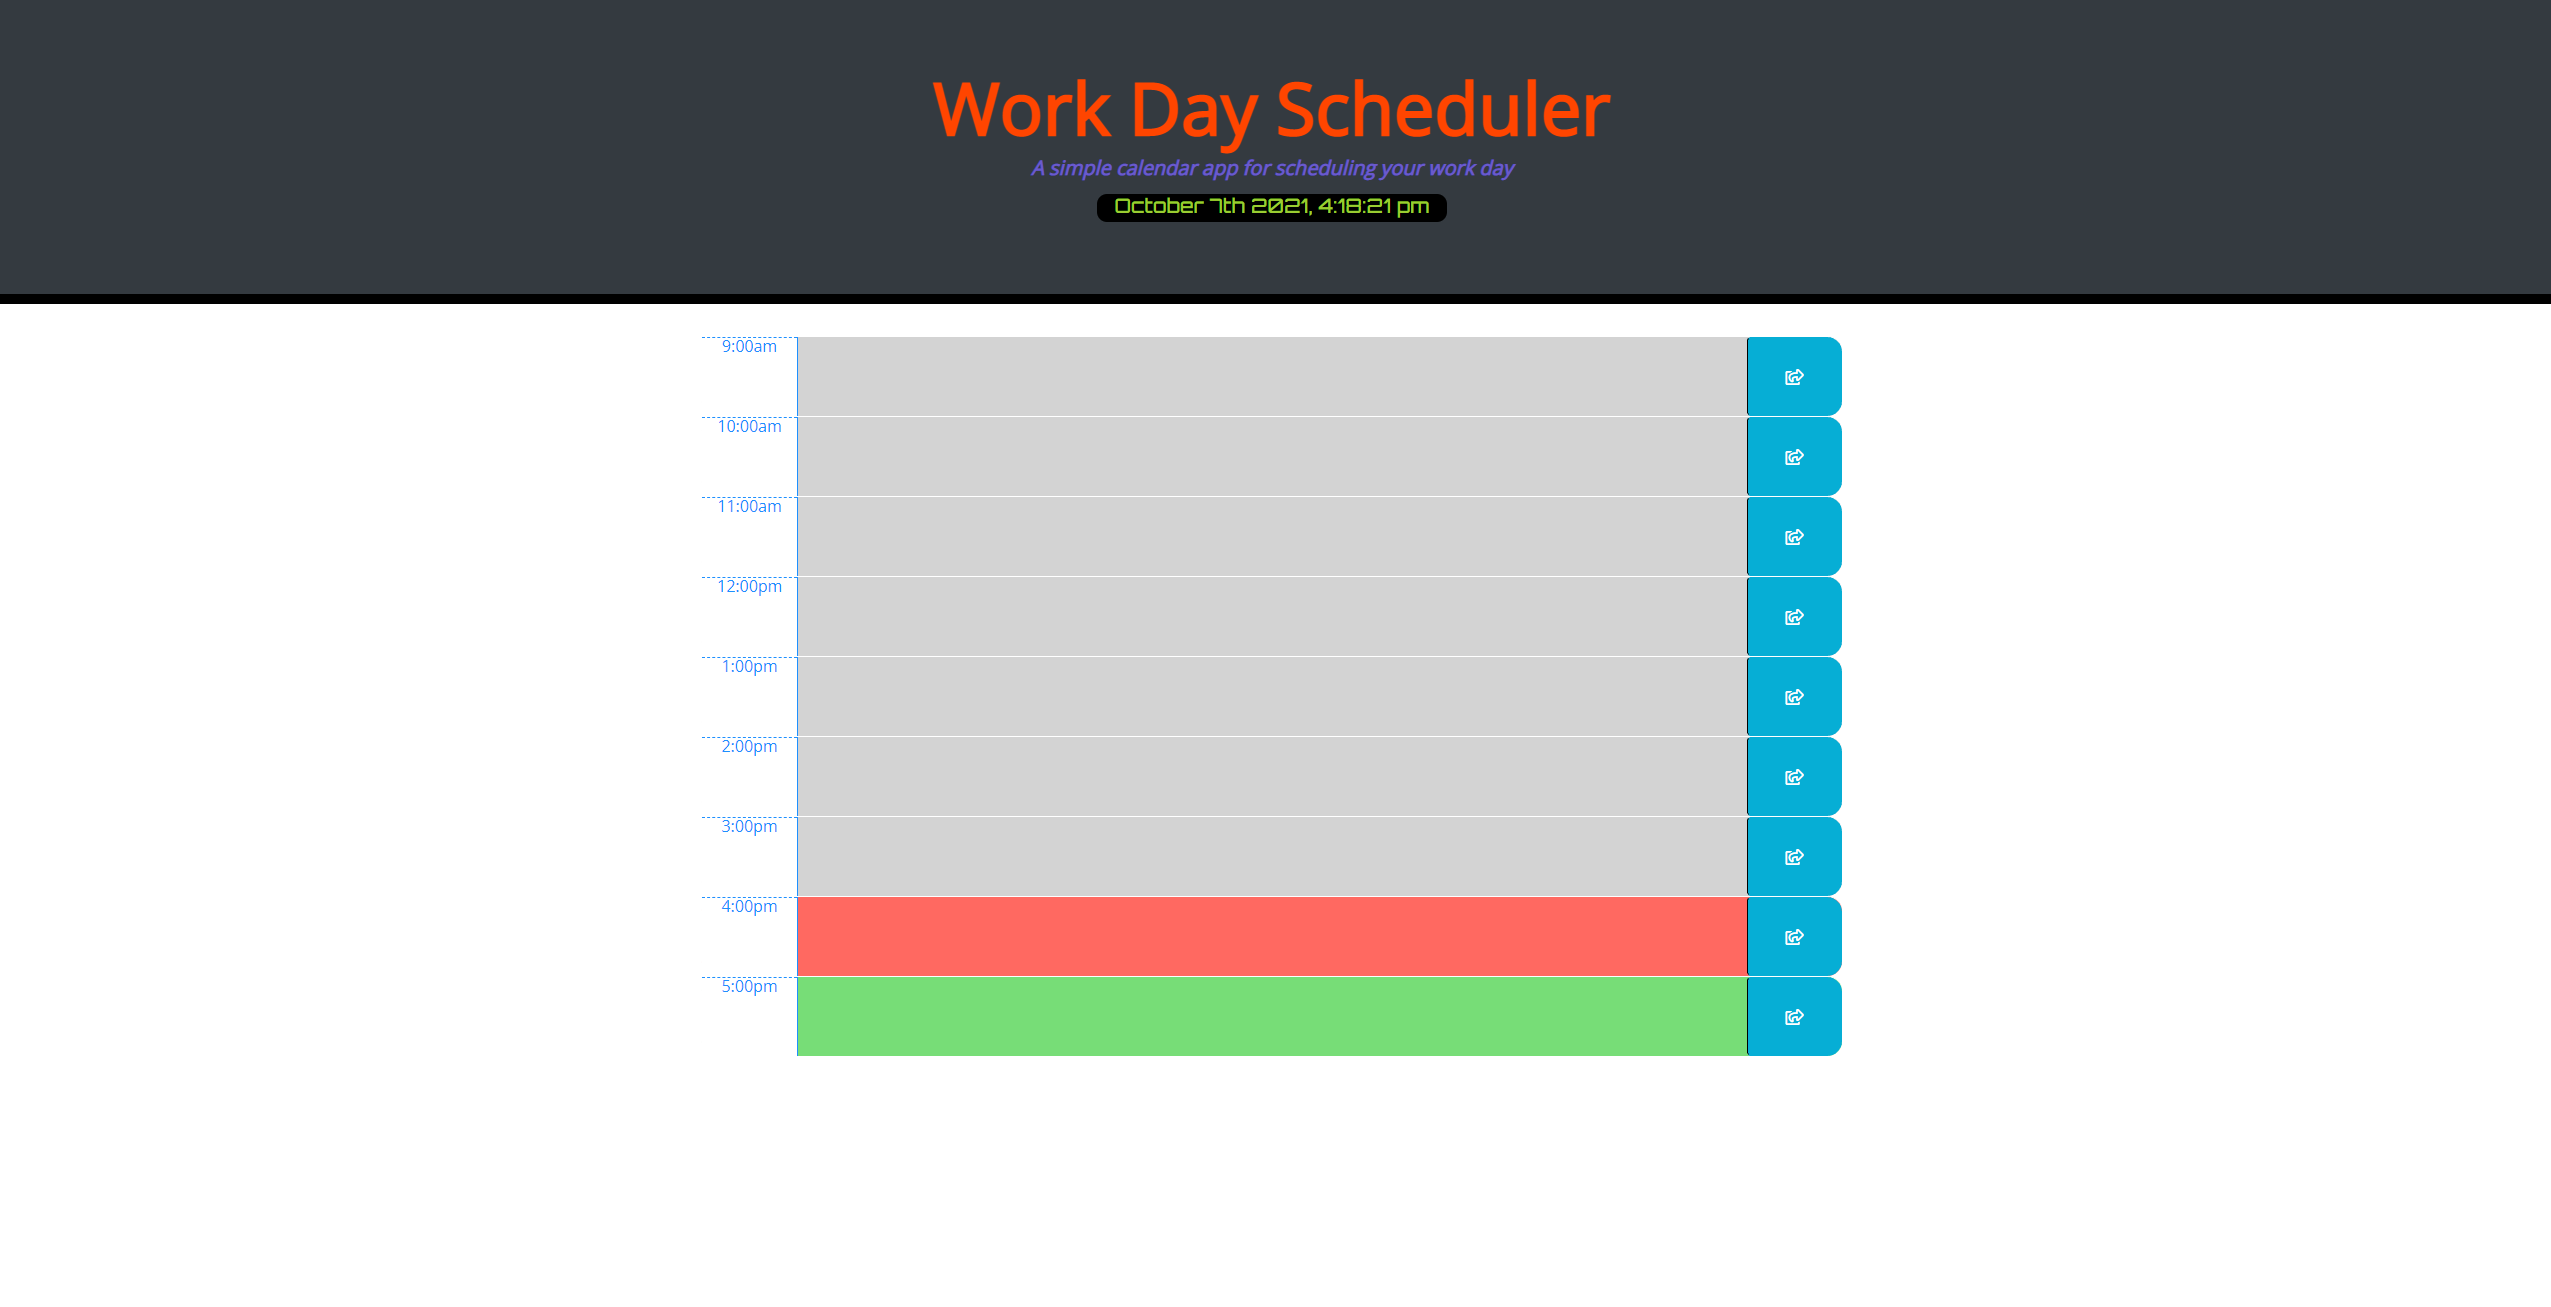 Work Day Scheduler
A simple calendar app for scheduling your work day
October 7th 2021, 4:18:21 pm
9:00am
10:00am
11:00am
12:00pm
1:00pm
2:00pm
3:00pm
4:00pm
5:00pm